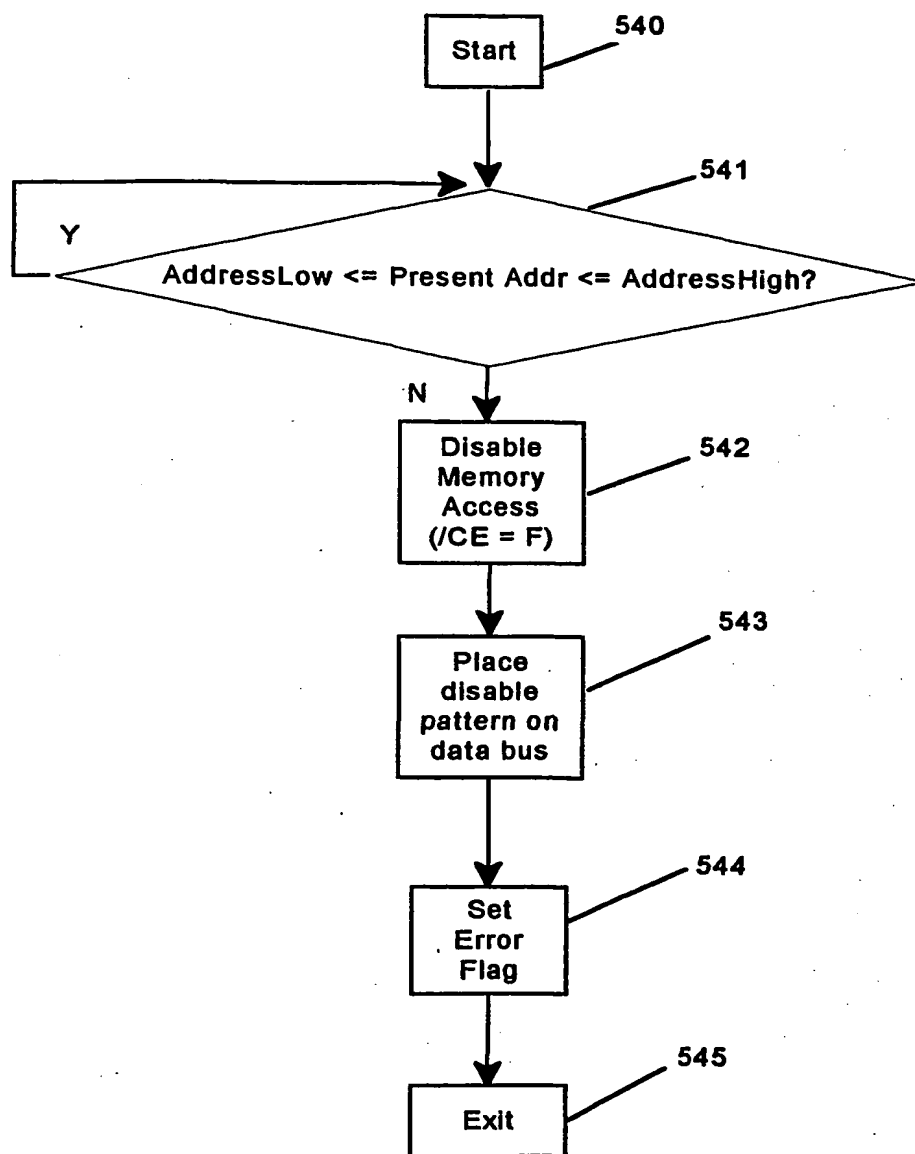 540
Start
541
Y
AddressLow <= Present Addr <= AddressHigh?
N
Disable
Memory
Access
(/CE = F)
542
Place
disable
pattern on
data bus
543
Set
Error
Flag
544
Exit
545